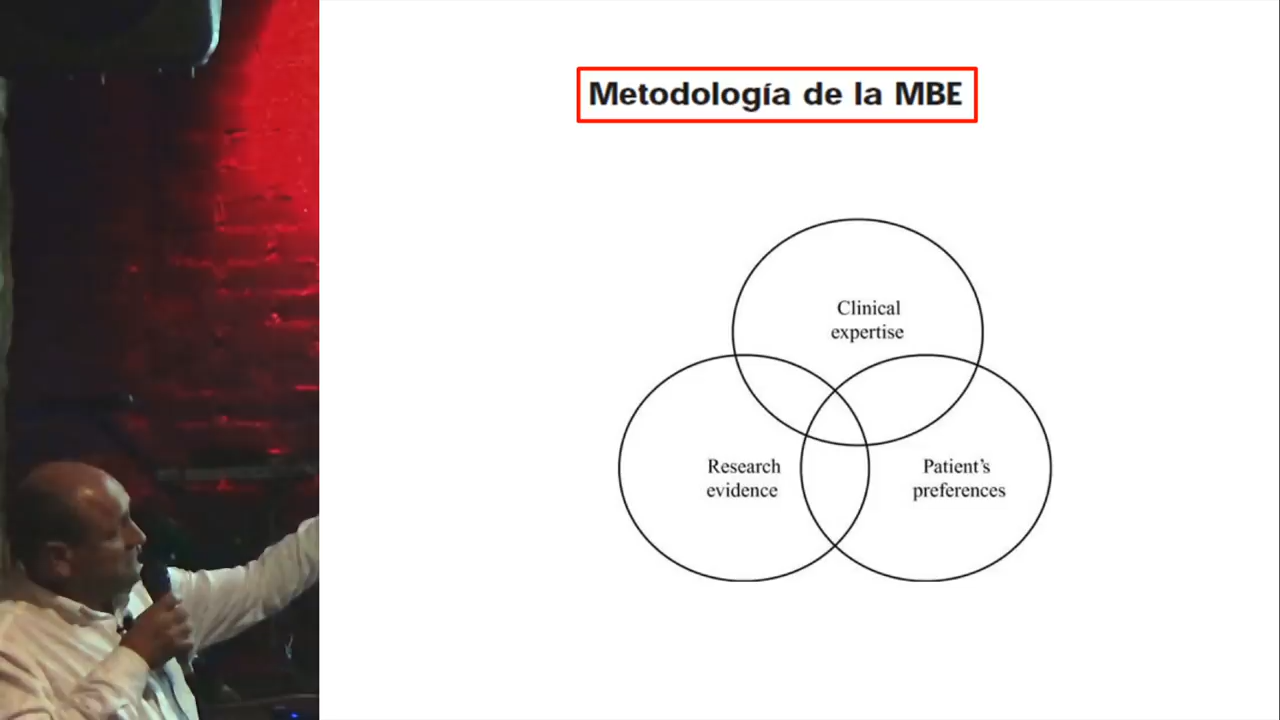 Metodología de la MBE
Clinical
expertise
Research
evidence
Patient’s
preferences